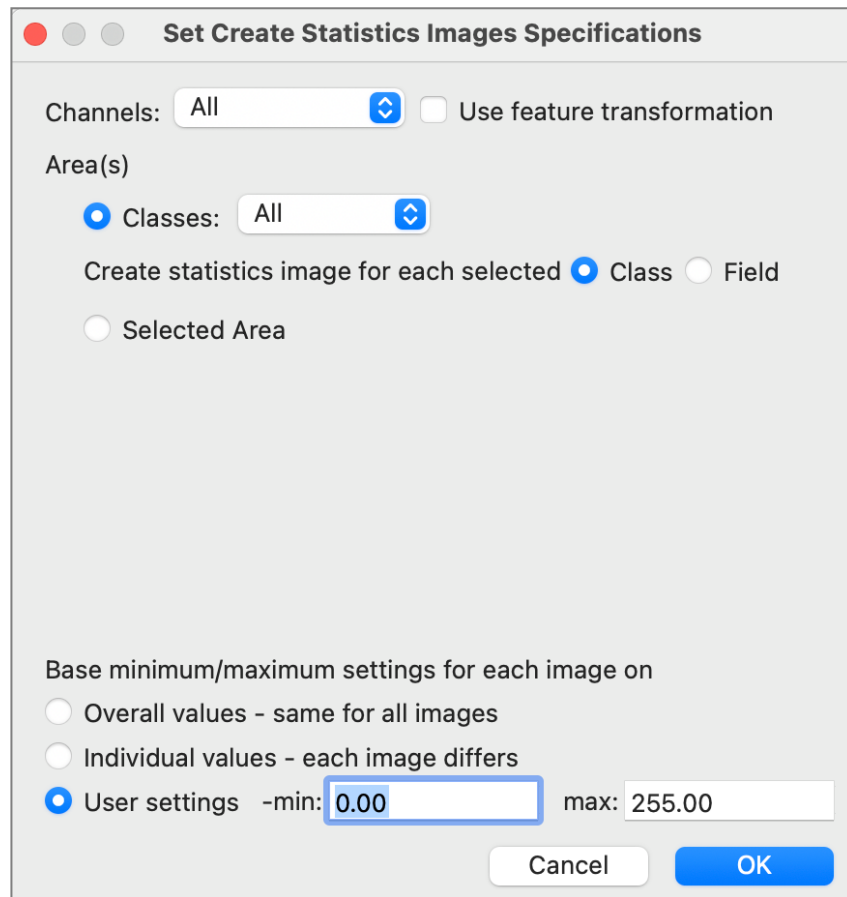 Set Create Statistics Images Specifications
Channels: All Use feature transformation
Area(s)
Classes: All
Create statistics image for each selected Class Field
Selected Area
Base minimum/maximum settings for each image on
Overall values - same for all images
Individual values - each image differs
User settings -min: 0.00 max: 255.00
Cancel OK